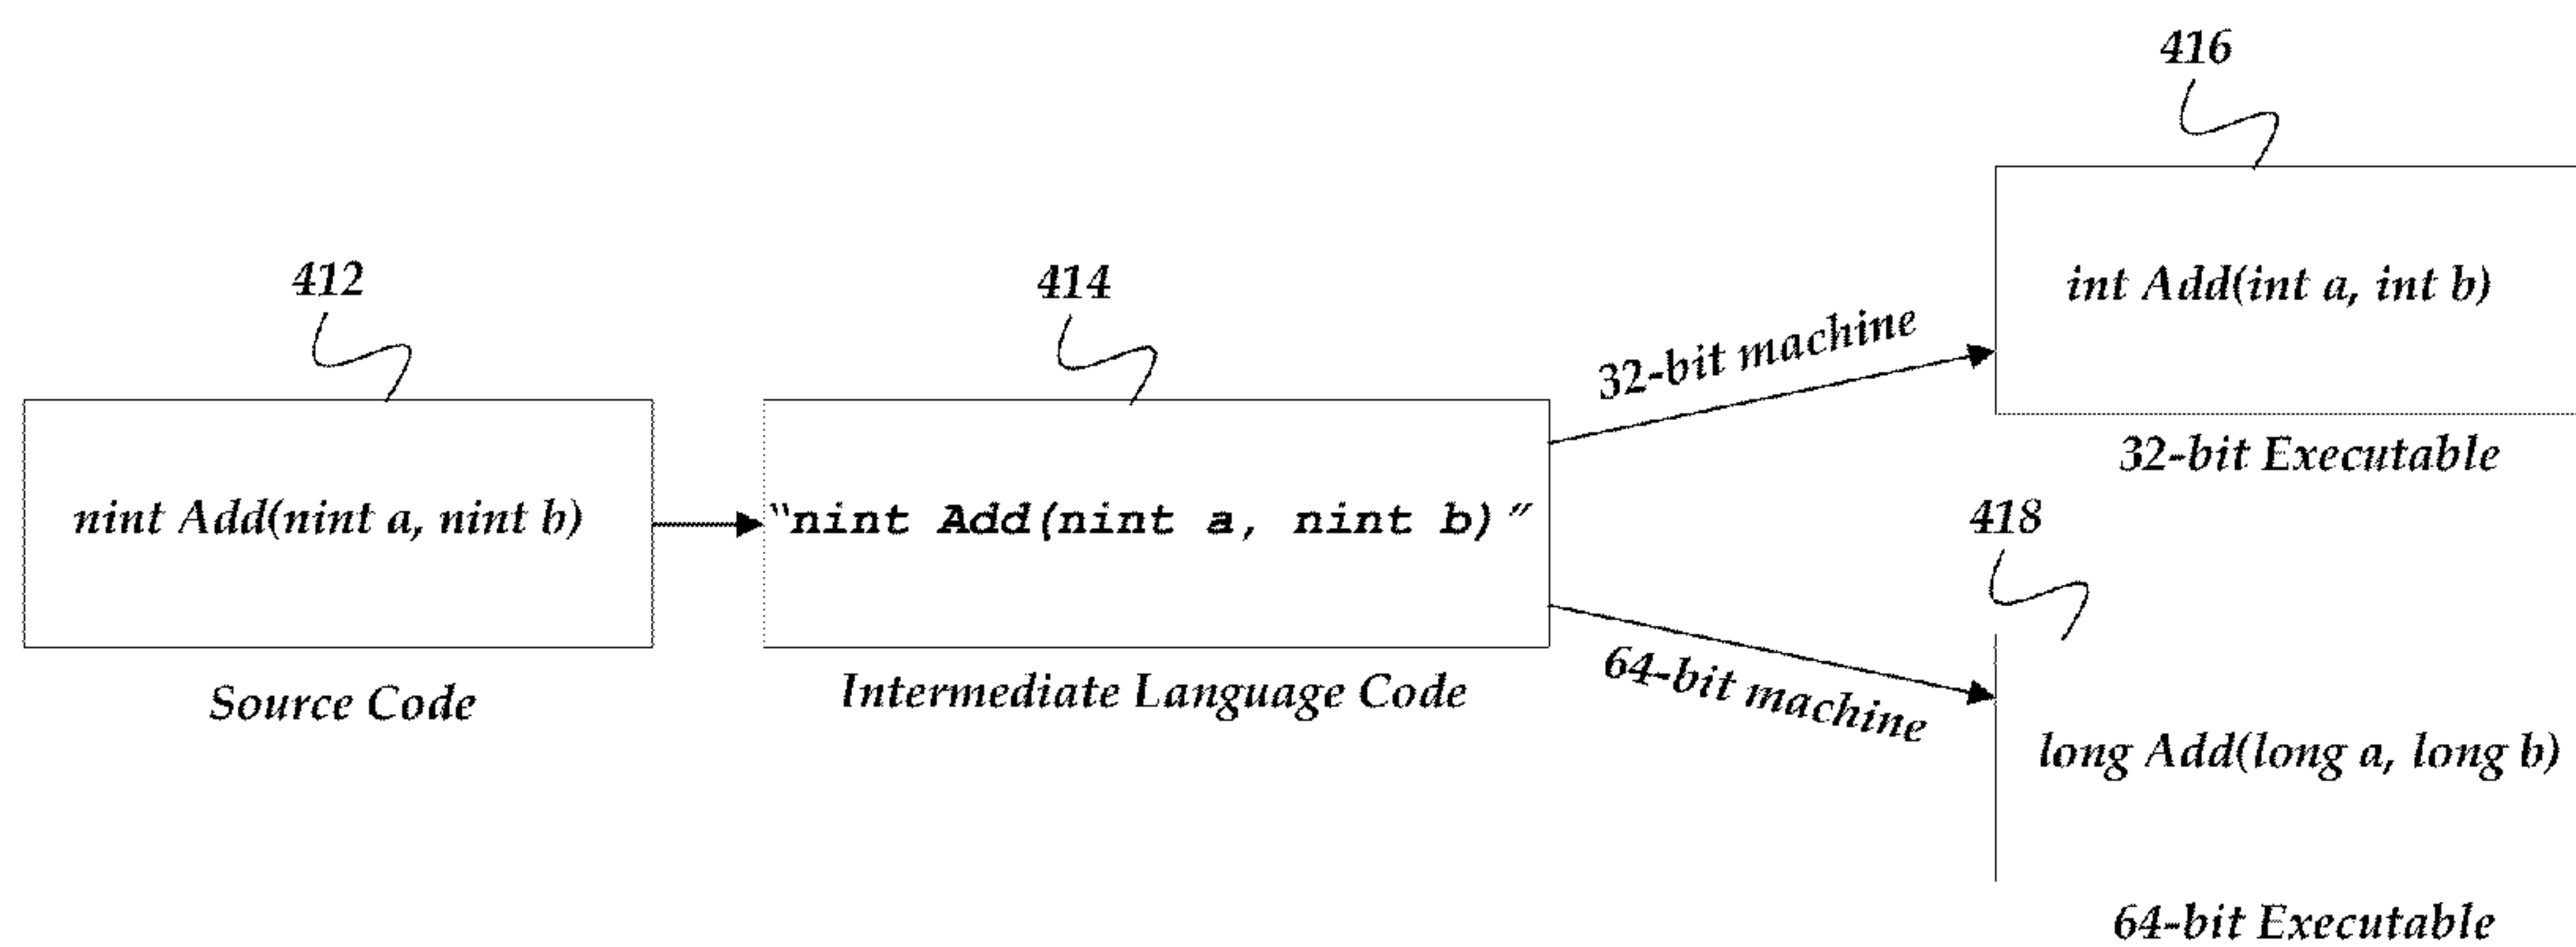 416
412
414
32-bit machine
int Add(int a, int b)
32-bit Executable
nint Add(nint a, nint b)
"nint Add(nint a, nint b)"
418
Source Code
Intermediate Language Code
64-bit machine
long Add(long a, long b)
64-bit Executable